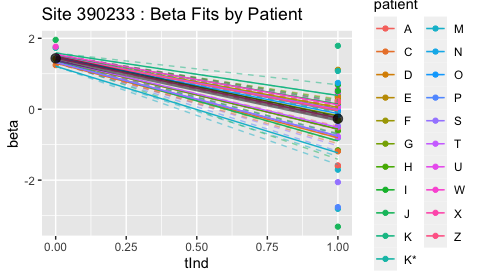 Site 390233 : Beta Fits by Patient
patient
A
C
D
E
F
G
H
I
J
K
K*
M
N
O
P
S
T
U
W
X
Z
beta
2
0
-2
0.00
0.25
0.50
0.75
1.00
tInd